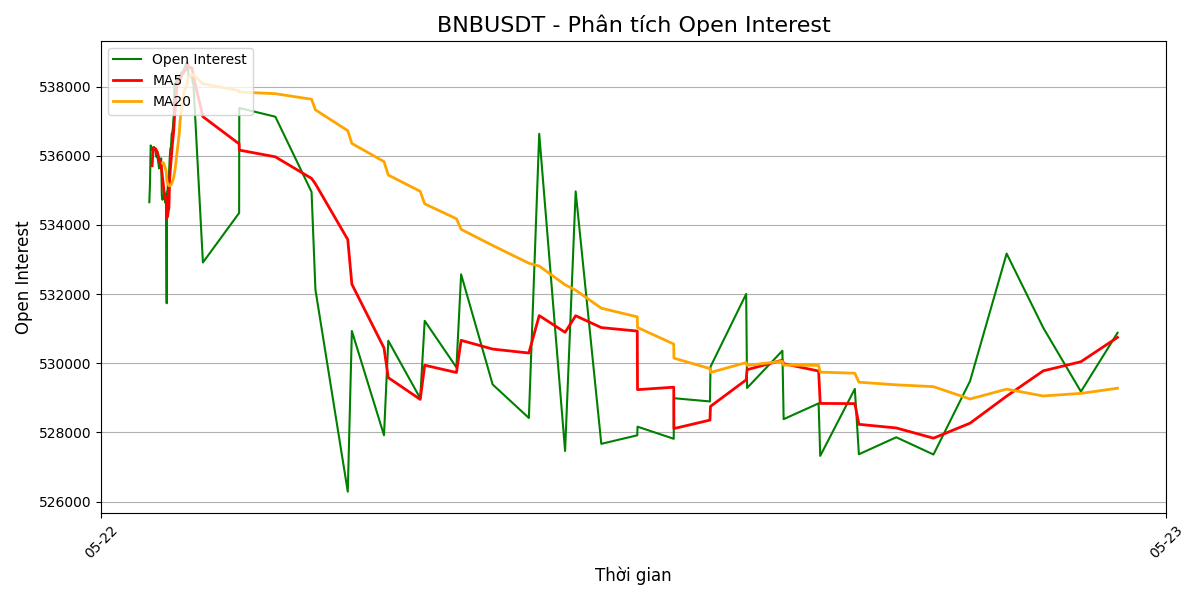 BNBUSDT - Phân tích Open Interest
Open Interest
MA5
MA20
538000
536000
534000
532000
530000
528000
526000
Open Interest
05-22
05-23
Thời gian